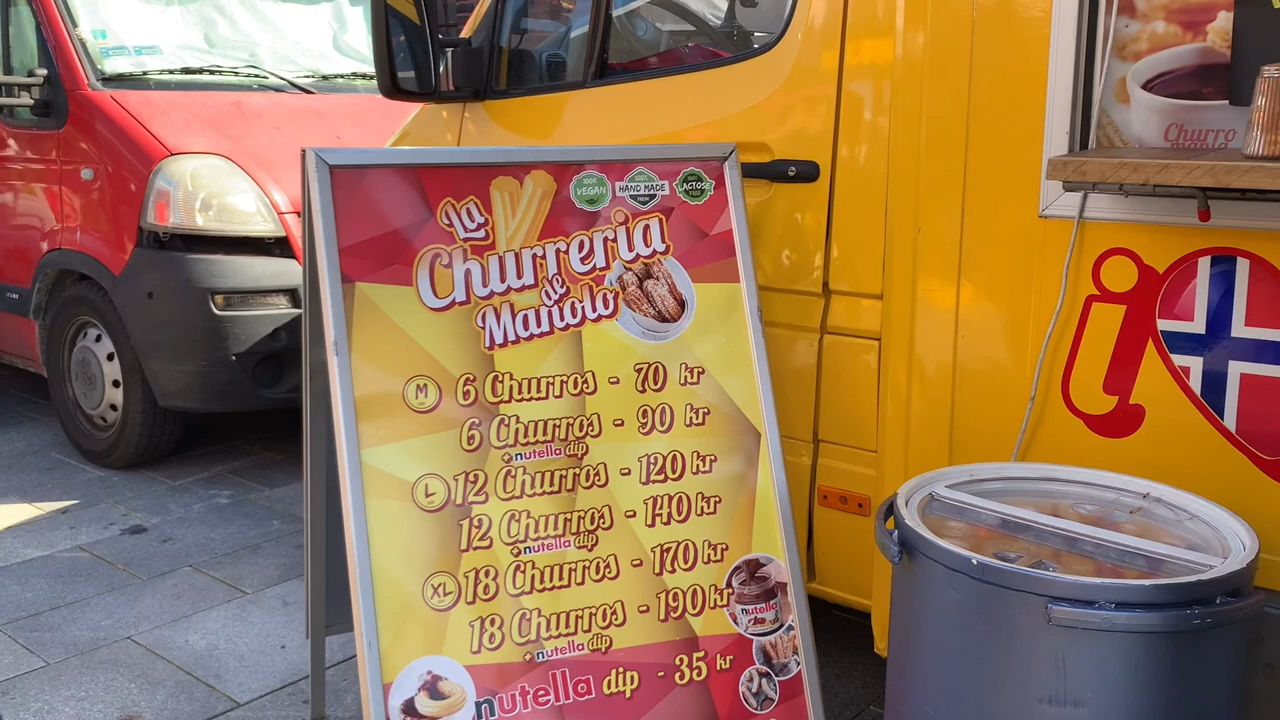 100%
VEGAN
100%
HAND MADE
FRESH
100%
LACTOSE
FREE
La
Churreria
de
Manolo
M 6 Churros - 70 kr
6 Churros - 90 kr
+ nutella dip
L 12 Churros - 120 kr
12 Churros - 140 kr
+ nutella dip
XL 18 Churros - 170 kr
18 Churros - 190 kr
+ nutella dip
nutella
nutella dip - 35 kr
Churro
mania
i